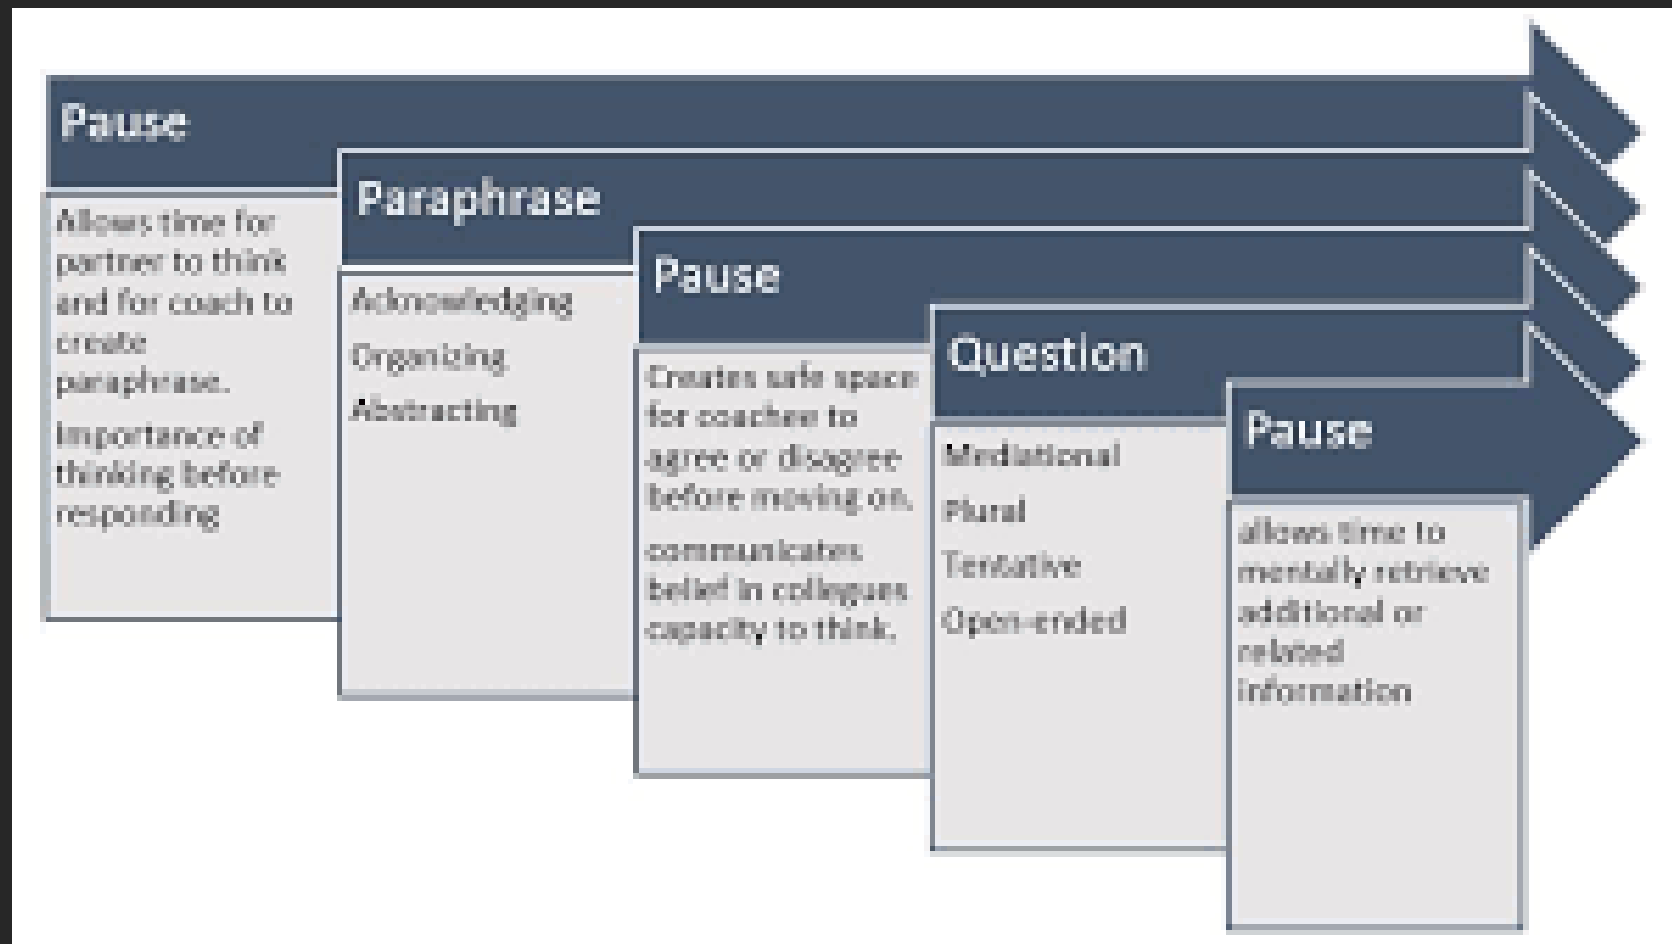 Pause
Allows time for
partner to think
and for coach to
create
paraphrase.
Importance of
thinking before
responding
Paraphrase
Acknowledging
Organizing
Abstracting
Pause
Creates safe space
for coachee to
agree or disagree
before moving on.
communicates
belief in collegues
capacity to think.
Question
Mediational
Plural
Tentative
Open-ended
Pause
allows time to
mentally retrieve
additional or
related
information